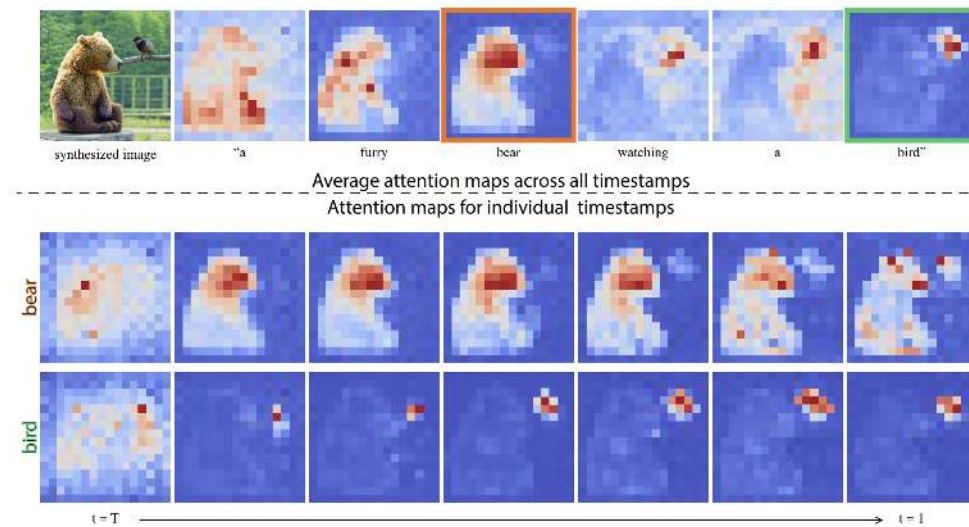 synthesized image “a furry bear watching a bird”
Average attention maps across all timestamps
Attention maps for individual timestamps
bear
bird
t = T t = 1